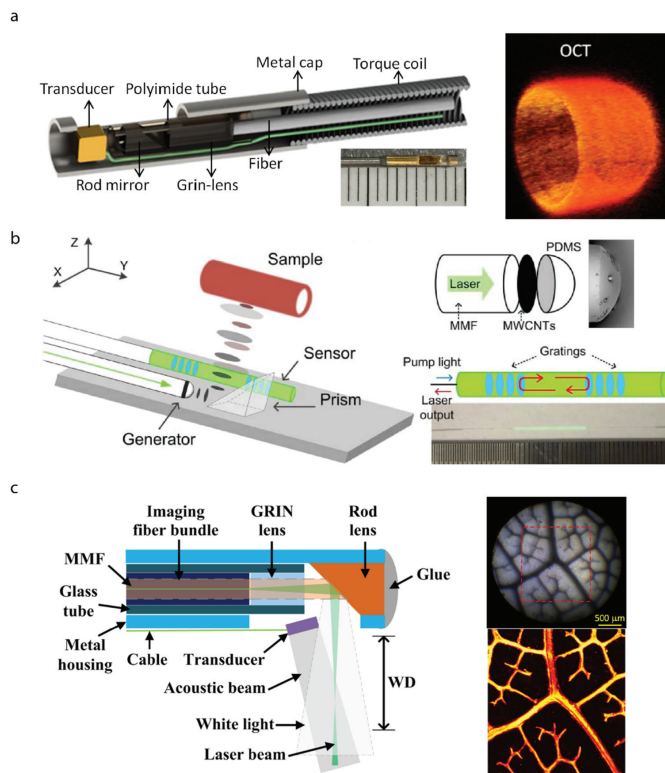 a
Transducer
Polyimide tube
Metal cap
Torque coil
Rod mirror
Grin-lens
Fiber
OCT
b
Z
X
Y
Sample
Sensor
Prism
Generator
PDMS
Laser
MMF
MWCNTs
Gratings
Pump light
Laser
output
c
Imaging
fiber bundle
GRIN
lens
Rod
lens
MMF
Glass
tube
Metal
housing
Cable
Transducer
Acoustic beam
White light
Laser beam
WD
Glue
500 µm